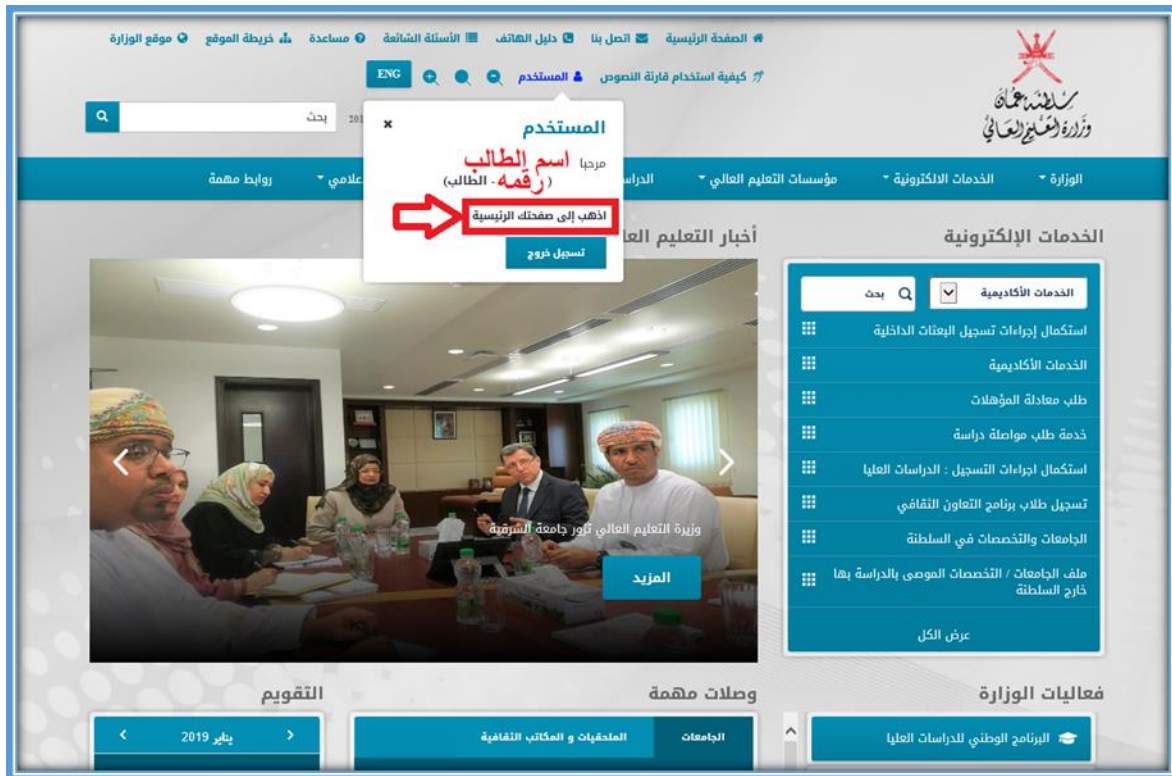 الصفحة الرئيسية اتصل بنا دليل الهاتف الأسئلة الشائعة مساعدة خريطة الموقع موقع الوزارة
كيفية استخدام قارئة النصوص المستخدم ENG
سلطنة عمان
وزارة التعليم العالي
201 بحث
المستخدم
مرحبا اسم الطالب
(رقمه - الطالب)
اذهب إلى صفحتك الرئيسية
تسجيل خروج
الوزارة الخدمات الالكترونية مؤسسات التعليم العالي الدراس علامي روابط مهمة
الخدمات الإلكترونية
الخدمات الأكاديمية بحث
استكمال إجراءات تسجيل البعثات الداخلية
الخدمات الأكاديمية
طلب معادلة المؤهلات
خدمة طلب مواصلة دراسة
استكمال اجراءات التسجيل : الدراسات العليا
تسجيل طلاب برنامج التعاون الثقافي
الجامعات والتخصصات في السلطنة
ملف الجامعات / التخصصات الموصى بالدراسة بها
خارج السلطنة
عرض الكل
أخبار التعليم العا
وزيرة التعليم العالي تزور جامعة الشرقية
المزيد
فعاليات الوزارة
البرنامج الوطني للدراسات العليا
وصلات مهمة
الجامعات الملحقيات و المكاتب الثقافية
التقويم
يناير 2019